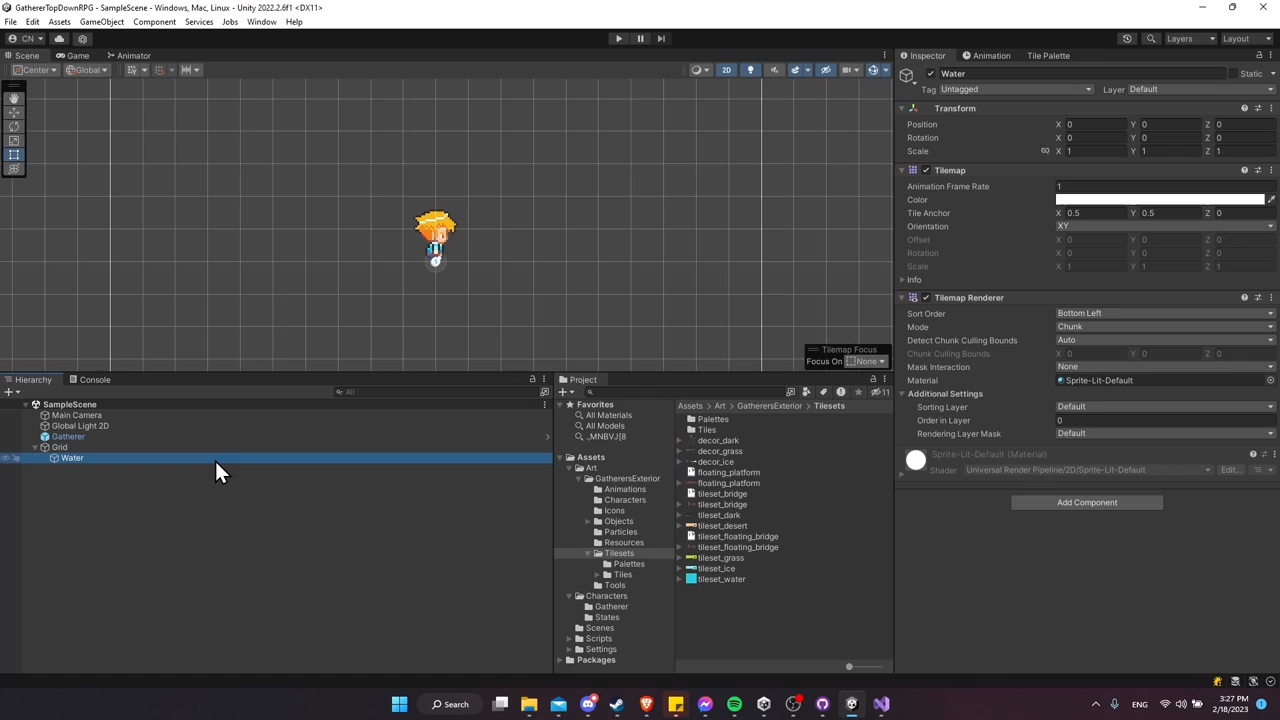 GathererTopDownRPG - SampleScene - Windows, Mac, Linux - Unity 2022.2.6f1 <DX11>
File Edit Assets GameObject Component Services Jobs Window Help
CN Layers Layout
Scene Game Animator
Center Global 2D
Tilemap Focus
Focus On None
Inspector Animation Tile Palette
Water Static
Tag Untagged Layer Default
Transform
Position X 0 Y 0 Z 0
Rotation X 0 Y 0 Z 0
Scale X 1 Y 1 Z 1
Tilemap
Animation Frame Rate 1
Color
Tile Anchor X 0.5 Y 0.5 Z 0
Orientation XY
Offset X 0 Y 0 Z 0
Rotation X 0 Y 0 Z 0
Scale X 1 Y 1 Z 1
Info
Tilemap Renderer
Sort Order Bottom Left
Mode Chunk
Detect Chunk Culling Bounds Auto
Chunk Culling Bounds X 0 Y 0 Z 0
Mask Interaction None
Material Sprite-Lit-Default
Additional Settings
Sorting Layer Default
Order in Layer 0
Rendering Layer Mask Default
Sprite-Lit-Default
Shader Universal Render Pipeline/2D/Sprite-Lit-Default Edit...
Add Component
Hierarchy Console
All
SampleScene
Main Camera
Global Light 2D
Gatherer
Grid
Water
Project
11
Favorites
All Materials
All Models
.,MNBVJ[8
Assets
Art
GatherersExterior
Animations
Characters
Icons
Objects
Particles
Resources
Tilesets
Palettes
Tiles
Tools
Characters
Gatherer
States
Scenes
Scripts
Settings
Packages
Assets Art GatherersExterior Tilesets
Palettes
Tiles
decor_dark
decor_grass
decor_ice
floating_platform
floating_platform
tileset_bridge
tileset_bridge
tileset_dark
tileset_desert
tileset_floating_bridge
tileset_floating_bridge
tileset_grass
tileset_ice
tileset_water
Search
ENG
3:27 PM
2/18/2023